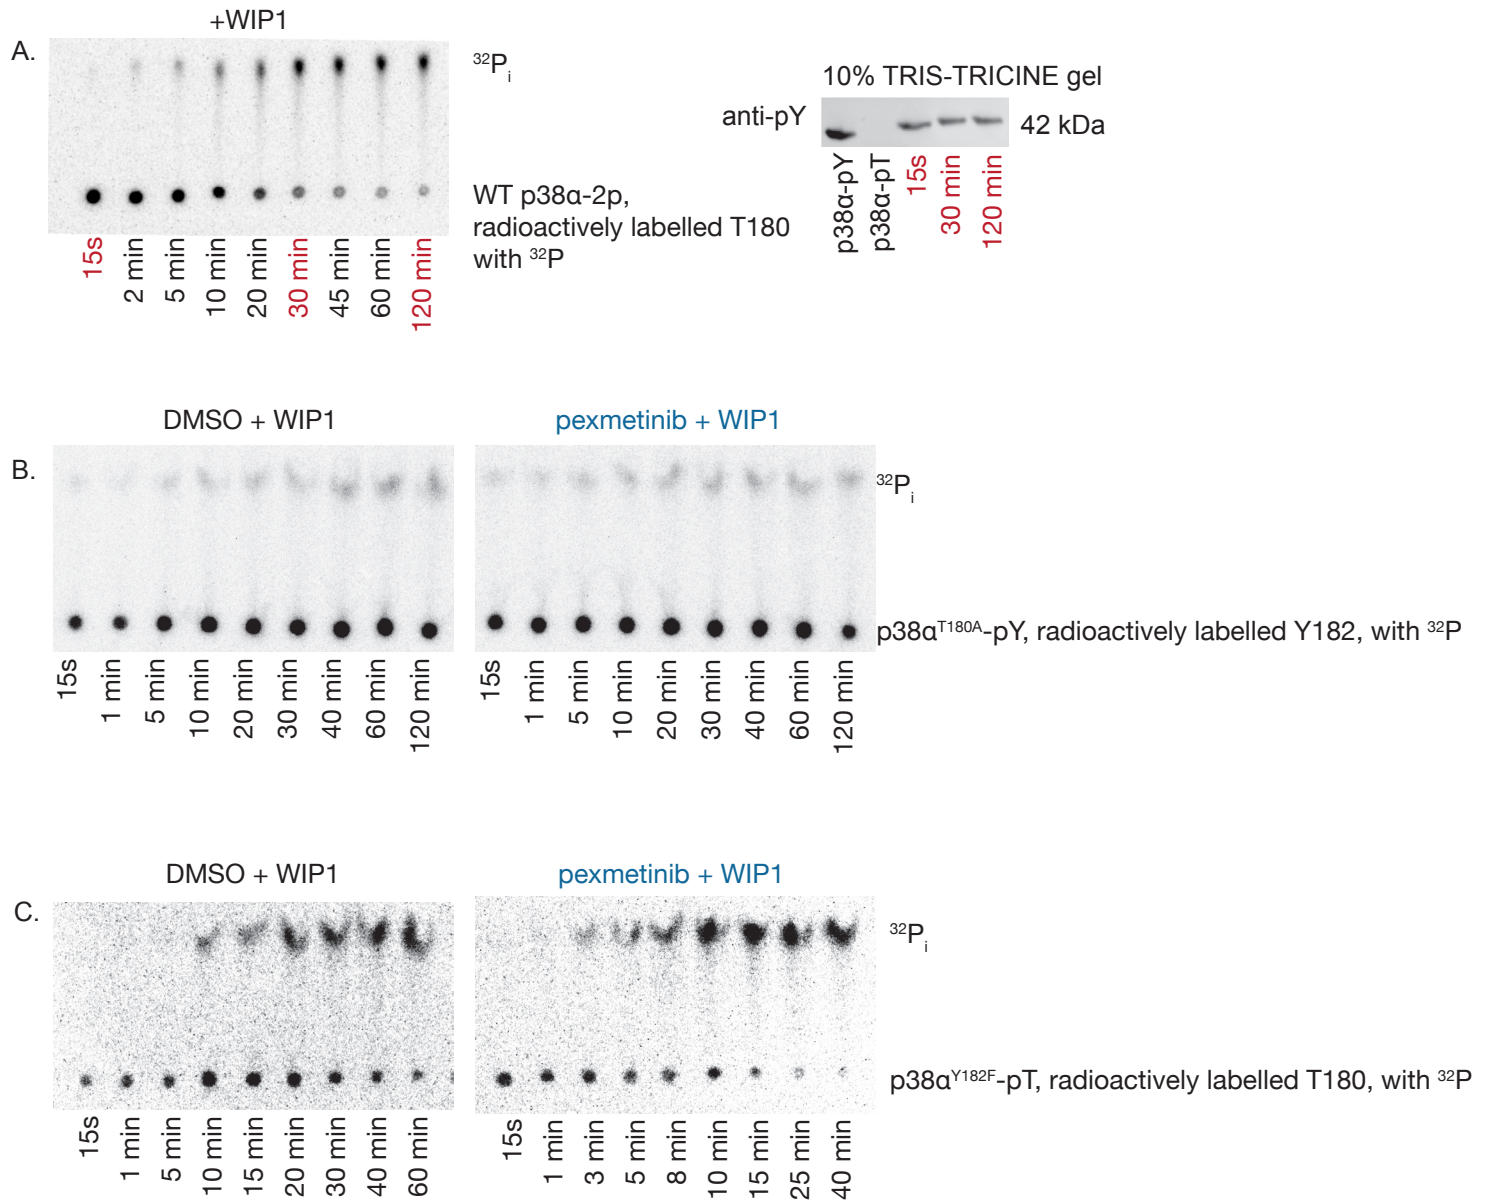 A.
+WIP1
32Pi
WT p38α-2p,
radioactively labelled T180
with 32P
15s
2 min
5 min
10 min
20 min
30 min
45 min
60 min
120 min
10% TRIS-TRICINE gel
anti-pY
42 kDa
p38α-pY
p38α-pT
15s
30 min
120 min
B.
DMSO + WIP1
pexmetinib + WIP1
32Pi
p38αT180A-pY, radioactively labelled Y182, with 32P
15s
1 min
5 min
10 min
20 min
30 min
40 min
60 min
120 min
15s
1 min
5 min
10 min
20 min
30 min
40 min
60 min
120 min
C.
DMSO + WIP1
pexmetinib + WIP1
32Pi
p38αY182F-pT, radioactively labelled T180, with 32P
15s
1 min
5 min
10 min
15 min
20 min
30 min
40 min
60 min
15s
1 min
3 min
5 min
8 min
10 min
15 min
25 min
40 min